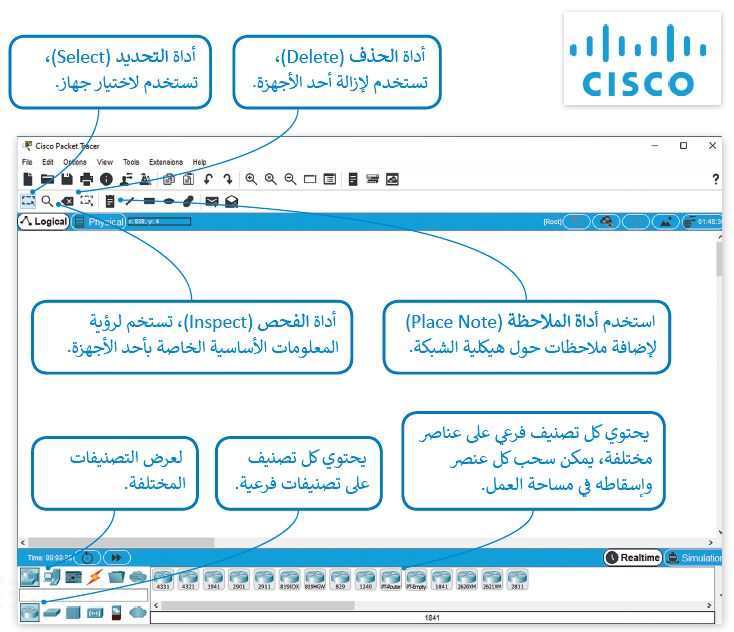 CISCO
أداة التحديد (Select)،
تستخدم لاختيار جهاز.
أداة الحذف (Delete)،
تستخدم لإزالة أحد الأجهزة.
Cisco Packet Tracer
File Edit Options View Tools Extensions Help
?
Logical Physical x: 838, y: 4 [Root] 01:48:3
أداة الفحص (Inspect)، تستخم لرؤية
المعلومات الأساسية الخاصة بأحد الأجهزة.
استخدم أداة الملاحظة (Place Note)
لإضافة ملاحظات حول هيكلية الشبكة.
يحتوي كل تصنيف فرعي على عناصر
مختلفة، يمكن سحب كل عنصر
وإسقاطه في مساحة العمل.
يحتوي كل تصنيف
على تصنيفات فرعية.
لعرض التصنيفات
المختلفة.
Time: Realtime Simulation
4331 4321 1941 2901 2911 819IOX 819HGW 829 1240 PT-Router PT-Empty 1841 2620XM 2621XM 2811
1841